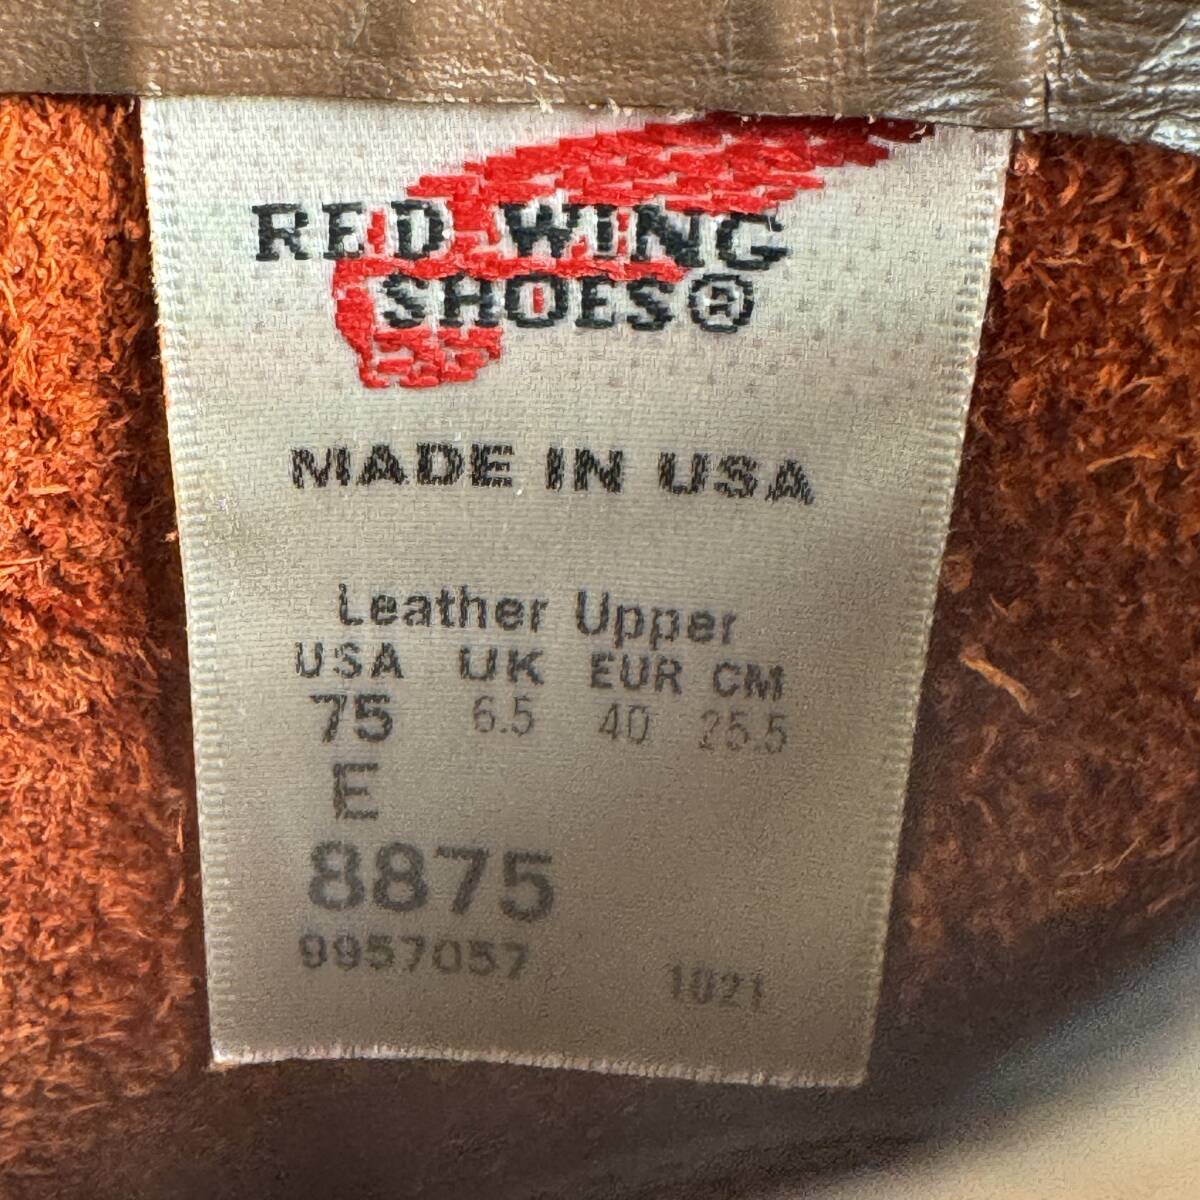 RED WING
SHOES®
MADE IN USA
Leather Upper
USA UK EUR CM
75 6.5 40 25.5
E
8875
9957057 1021